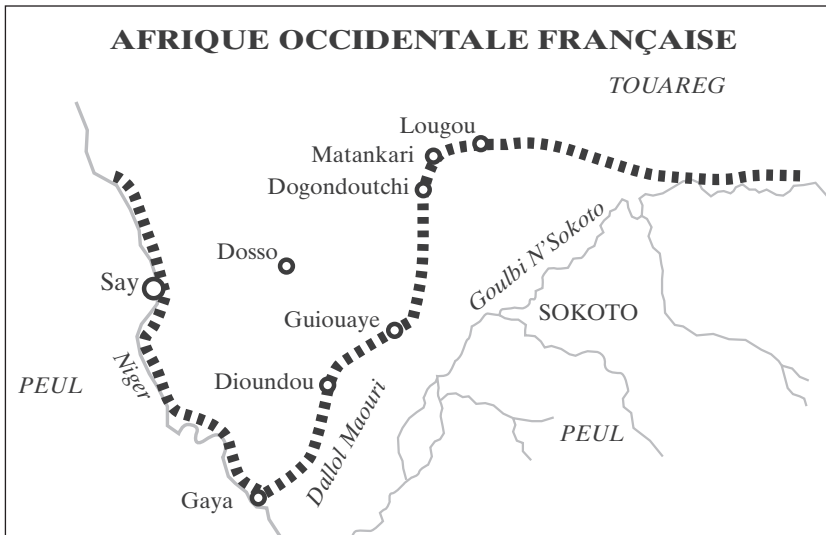 AFRIQUE OCCIDENTALE FRANÇAISE
TOUAREG
Lougou
Matankari
Dogondoutchi
Goulbi N'Sokoto
Dosso
Say
SOKOTO
Guiouaye
Niger
PEUL
Dioundou
Dallol Maouri
PEUL
Gaya